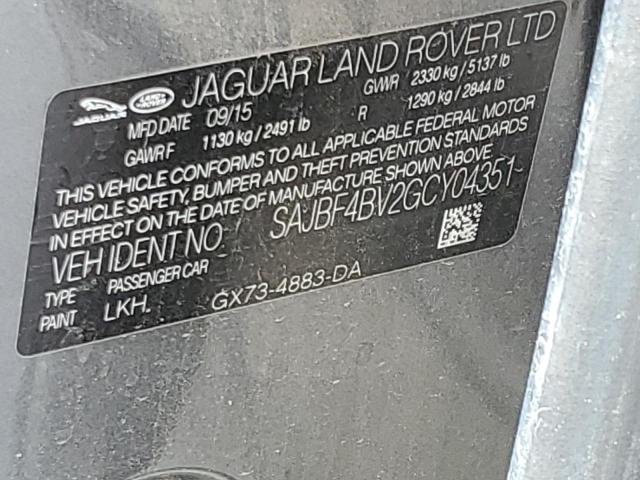 JAGUAR LAND ROVER JAGUAR LAND ROVER LTD
MFD DATE 09/15 GVWR 2330 kg / 5137 lb
GAWR F 1130 kg / 2491 lb R 1290 kg / 2844 lb
THIS VEHICLE CONFORMS TO ALL APPLICABLE FEDERAL MOTOR
VEHICLE SAFETY, BUMPER AND THEFT PREVENTION STANDARDS
IN EFFECT ON THE DATE OF MANUFACTURE SHOWN ABOVE
VEH IDENT NO SAJBF4BV2GCY04351
TYPE PASSENGER CAR
PAINT LKH GX73-4883-DA